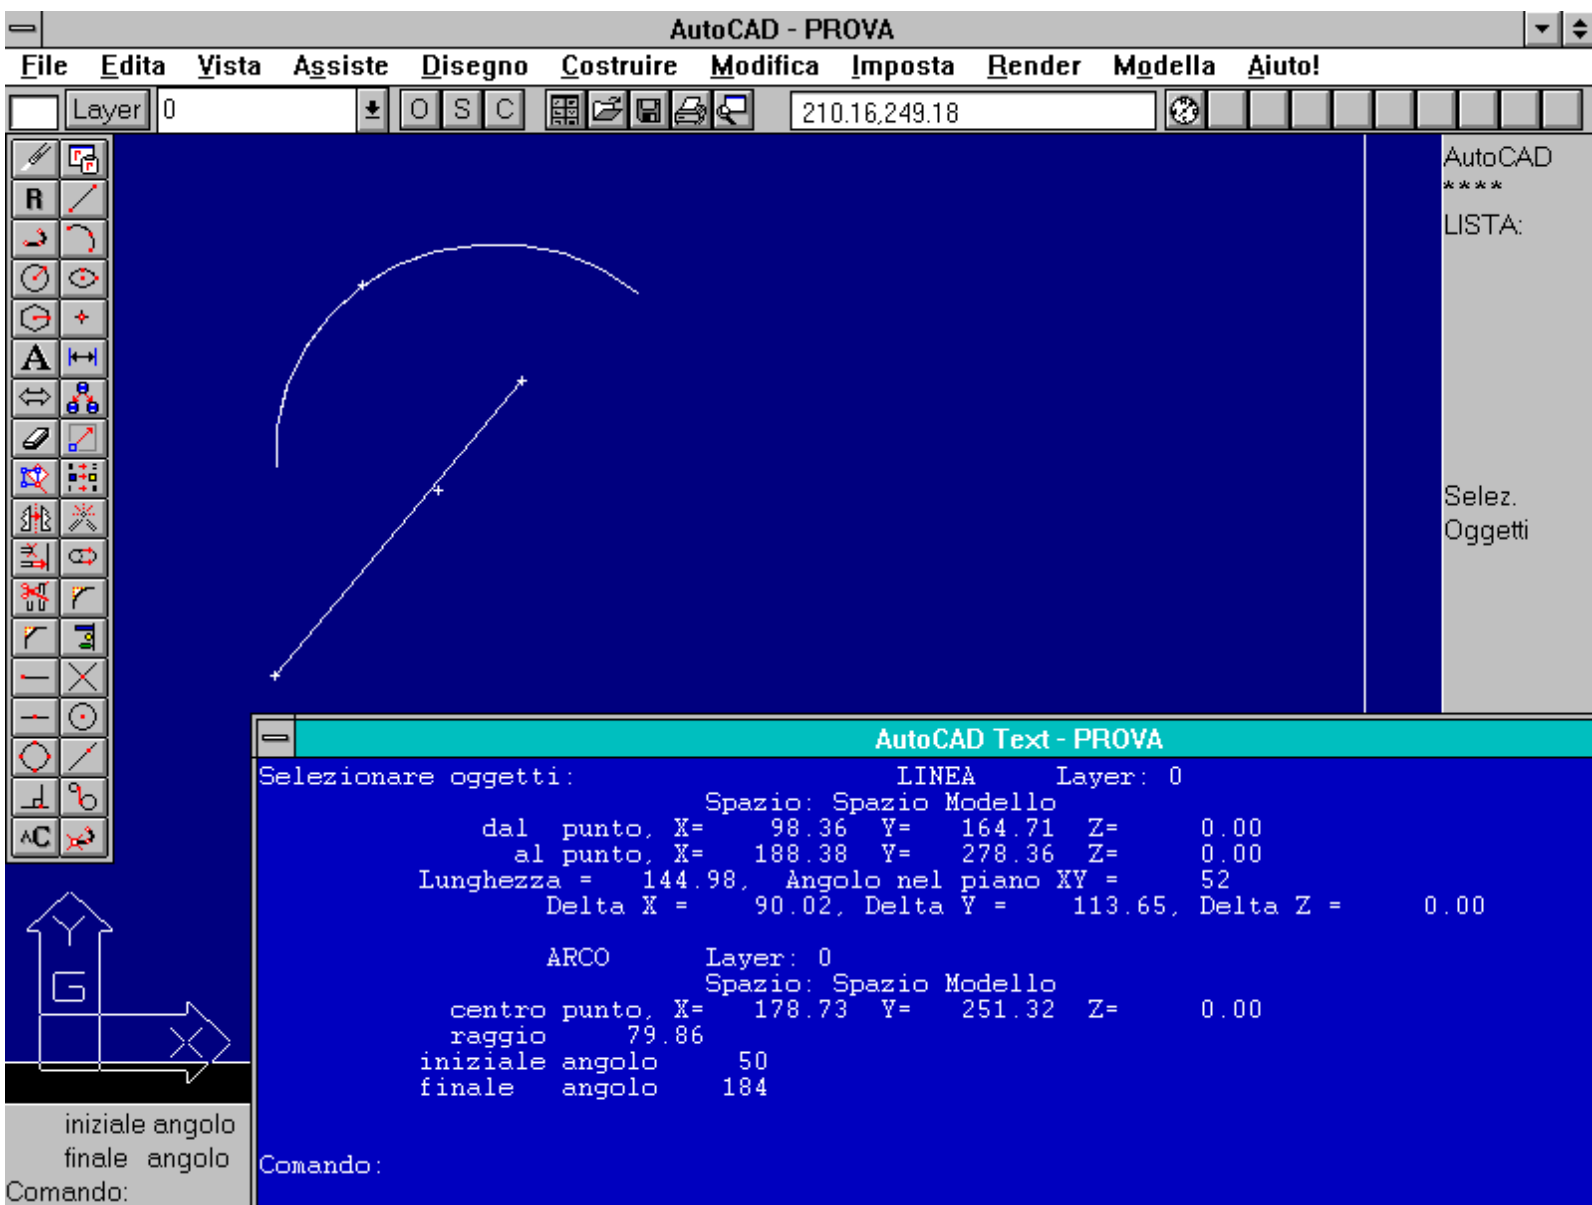 AutoCAD - PROVA
File Edita Vista Assiste Disegno Costruire Modifica Imposta Render Modella Aiuto!
Layer 0 O S C 210.16,249.18
AutoCAD
****
LISTA:
Selez.
Oggetti
R
A
^C
Y
G
X
AutoCAD Text - PROVA
Selezionare oggetti: LINEA Layer: 0
Spazio: Spazio Modello
dal punto, X= 98.36 Y= 164.71 Z= 0.00
al punto, X= 188.38 Y= 278.36 Z= 0.00
Lunghezza = 144.98, Angolo nel piano XY = 52
Delta X = 90.02, Delta Y = 113.65, Delta Z = 0.00
ARCO Layer: 0
Spazio: Spazio Modello
centro punto, X= 178.73 Y= 251.32 Z= 0.00
raggio 79.86
iniziale angolo 50
finale angolo 184
Comando:
iniziale angolo
finale angolo
Comando: